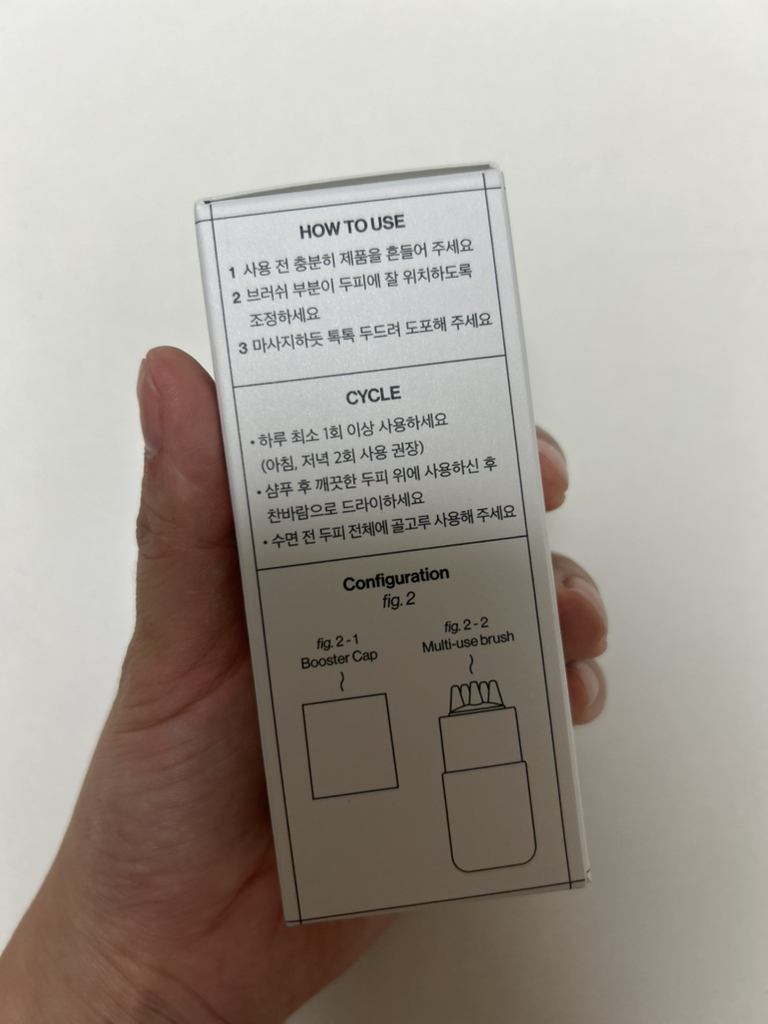 HOW TO USE
1 사용 전 충분히 제품을 흔들어 주세요
2 브러쉬 부분이 두피에 잘 위치하도록
조정하세요
3 마사지하듯 톡톡 두드려 도포해 주세요
CYCLE
• 하루 최소 1회 이상 사용하세요
(아침, 저녁 2회 사용 권장)
• 샴푸 후 깨끗한 두피 위에 사용하신 후
찬바람으로 드라이하세요
• 수면 전 두피 전체에 골고루 사용해 주세요
Configuration
fig. 2
fig. 2-1
Booster Cap
fig. 2-2
Multi-use brush